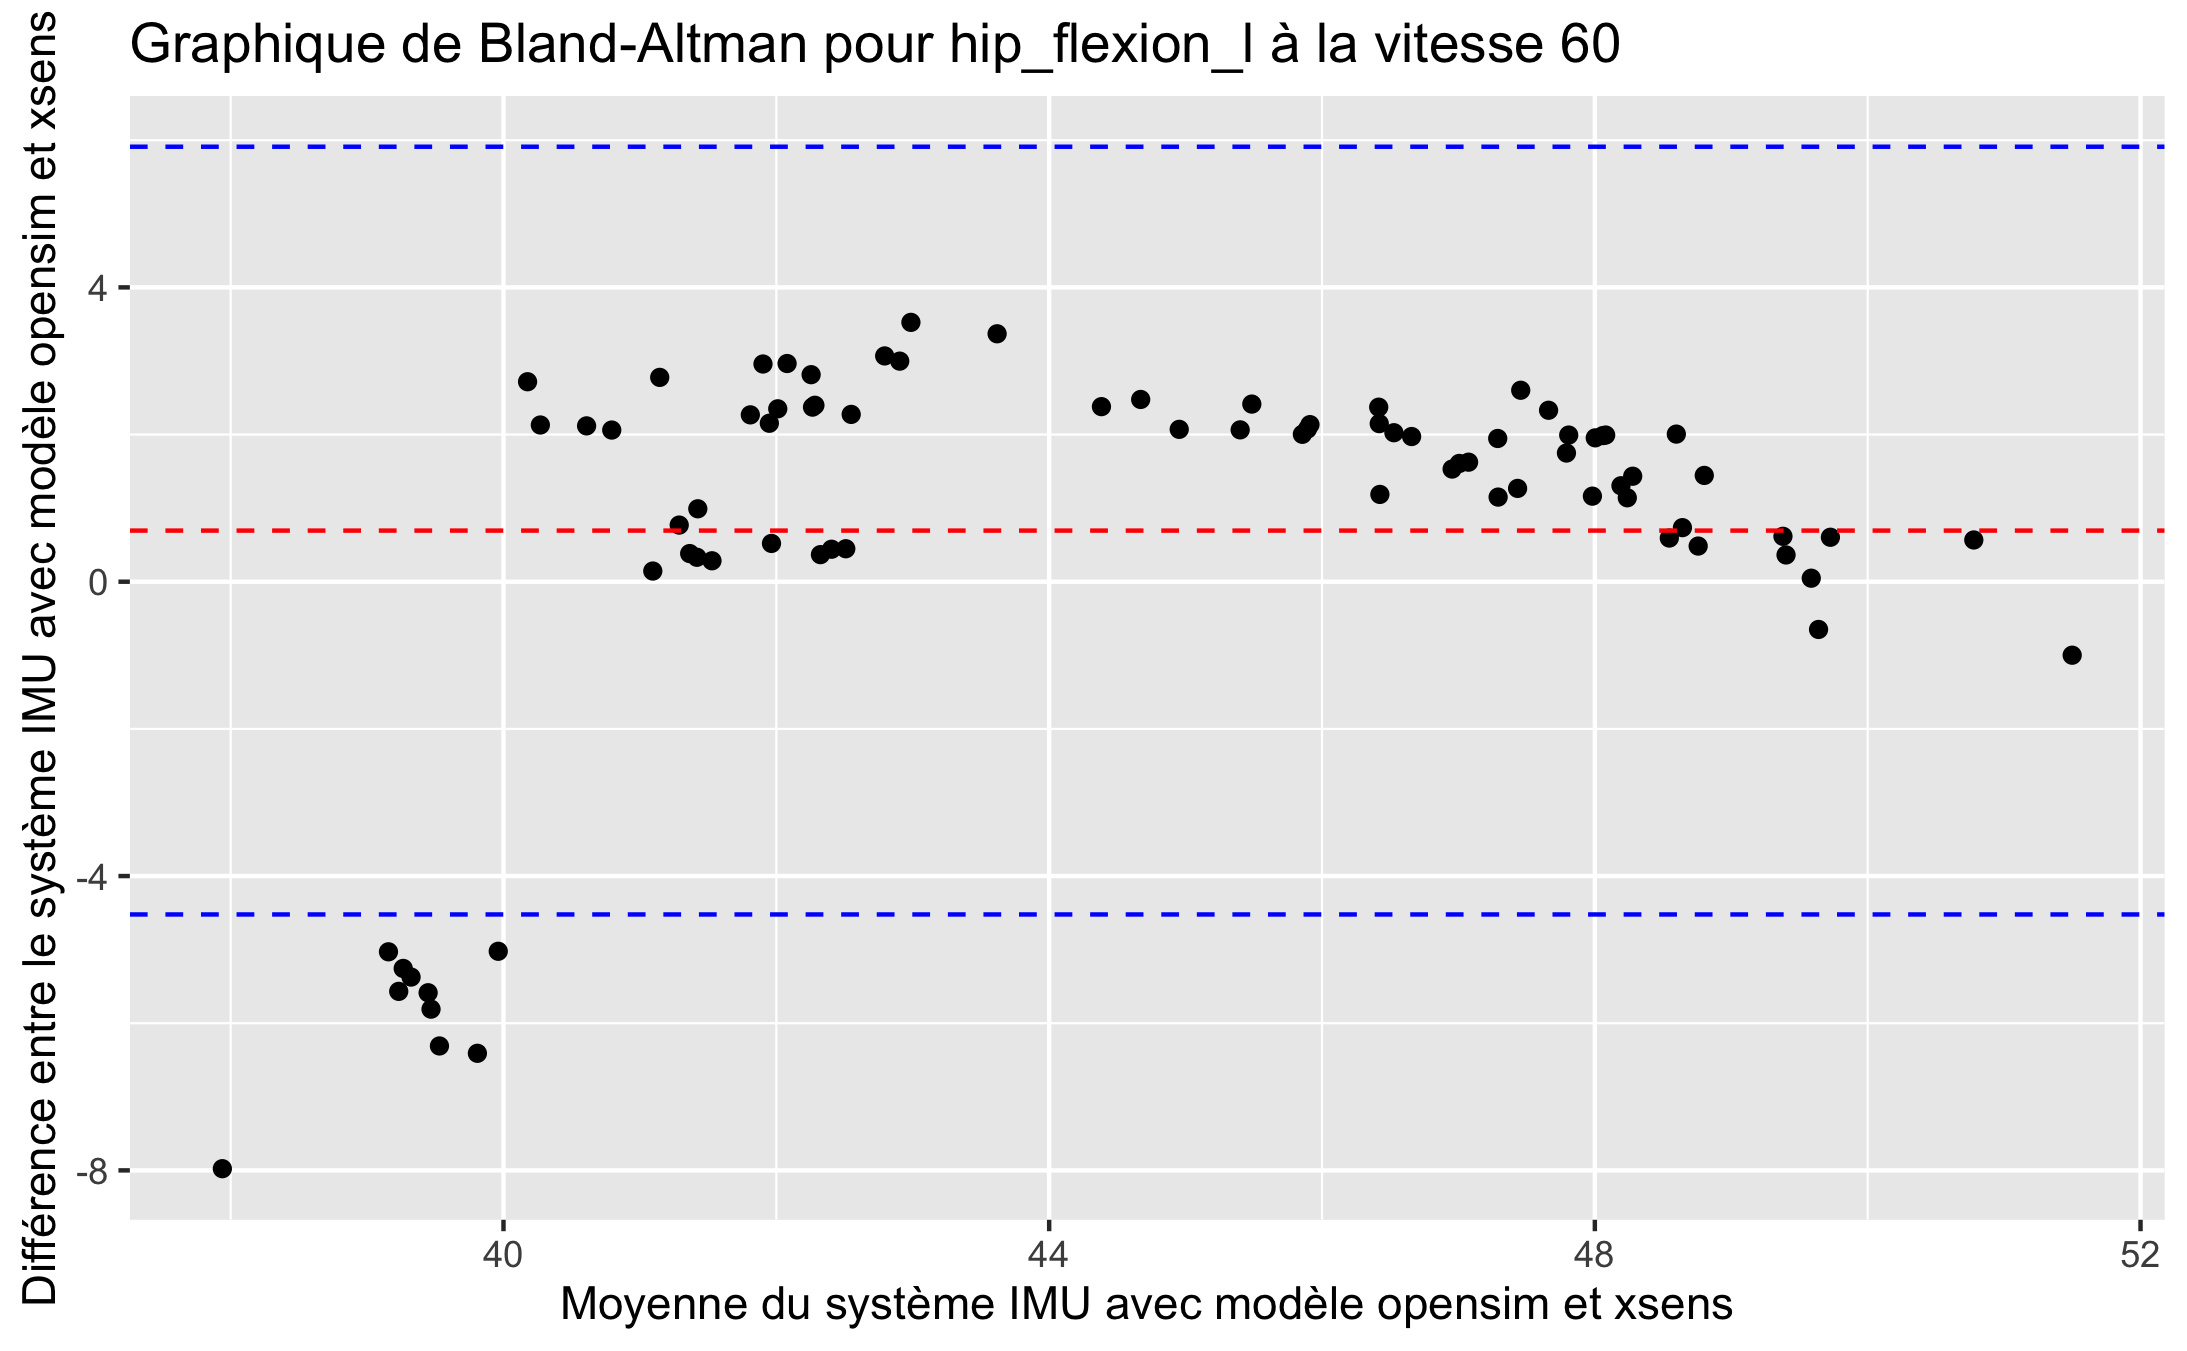 Graphique de Bland-Altman pour hip_flexion_l à la vitesse 60
Différence entre le système IMU avec modèle opensim et xsens
4
0
-4
-8
40
44
48
52
Moyenne du système IMU avec modèle opensim et xsens